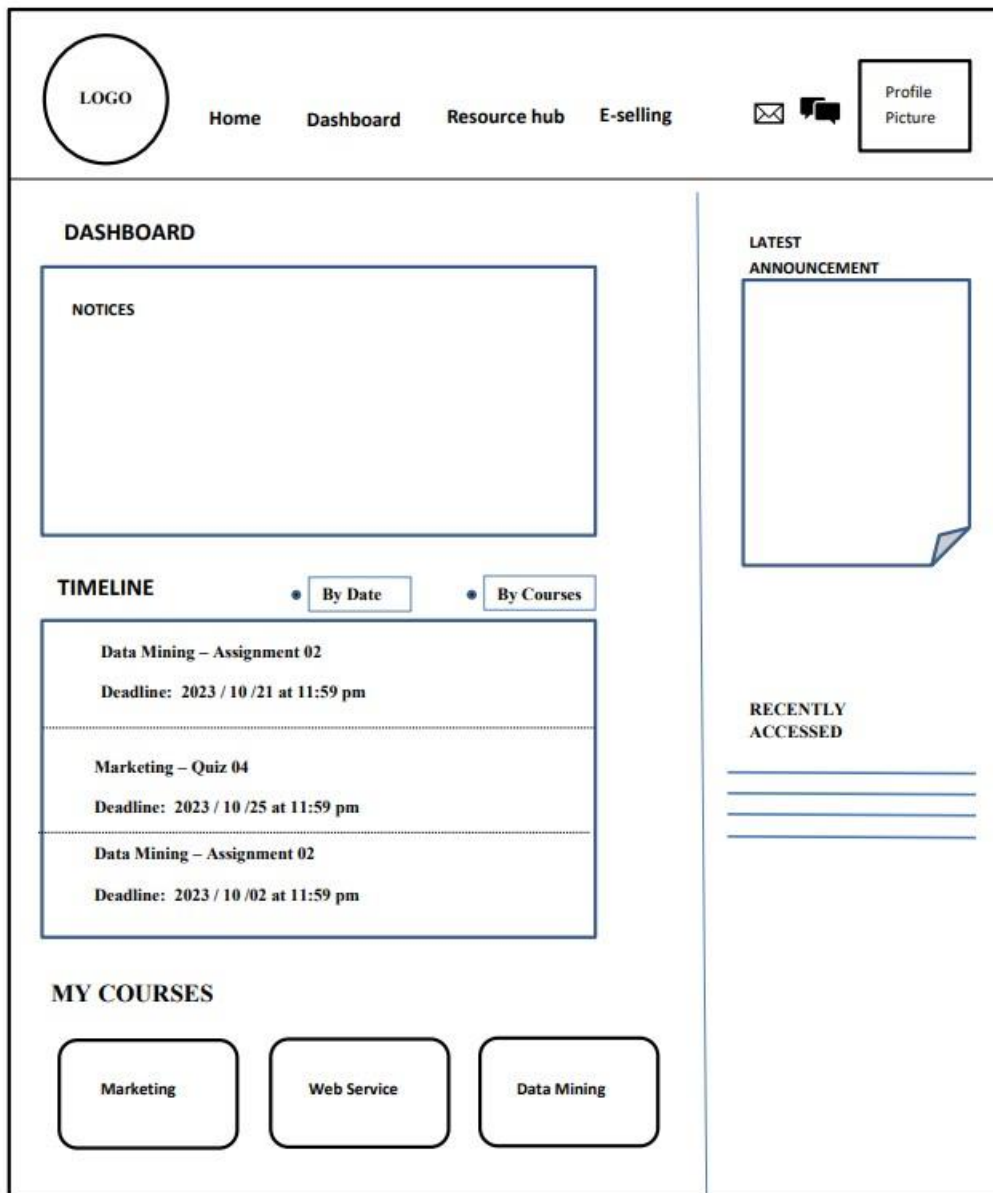 LOGO
Home
Dashboard
Resource hub
E-selling
Profile
Picture
DASHBOARD
NOTICES
TIMELINE
By Date
By Courses
Data Mining – Assignment 02
Deadline: 2023 / 10 /21 at 11:59 pm
Marketing – Quiz 04
Deadline: 2023 / 10 /25 at 11:59 pm
Data Mining – Assignment 02
Deadline: 2023 / 10 /02 at 11:59 pm
MY COURSES
Marketing
Web Service
Data Mining
LATEST
ANNOUNCEMENT
RECENTLY
ACCESSED